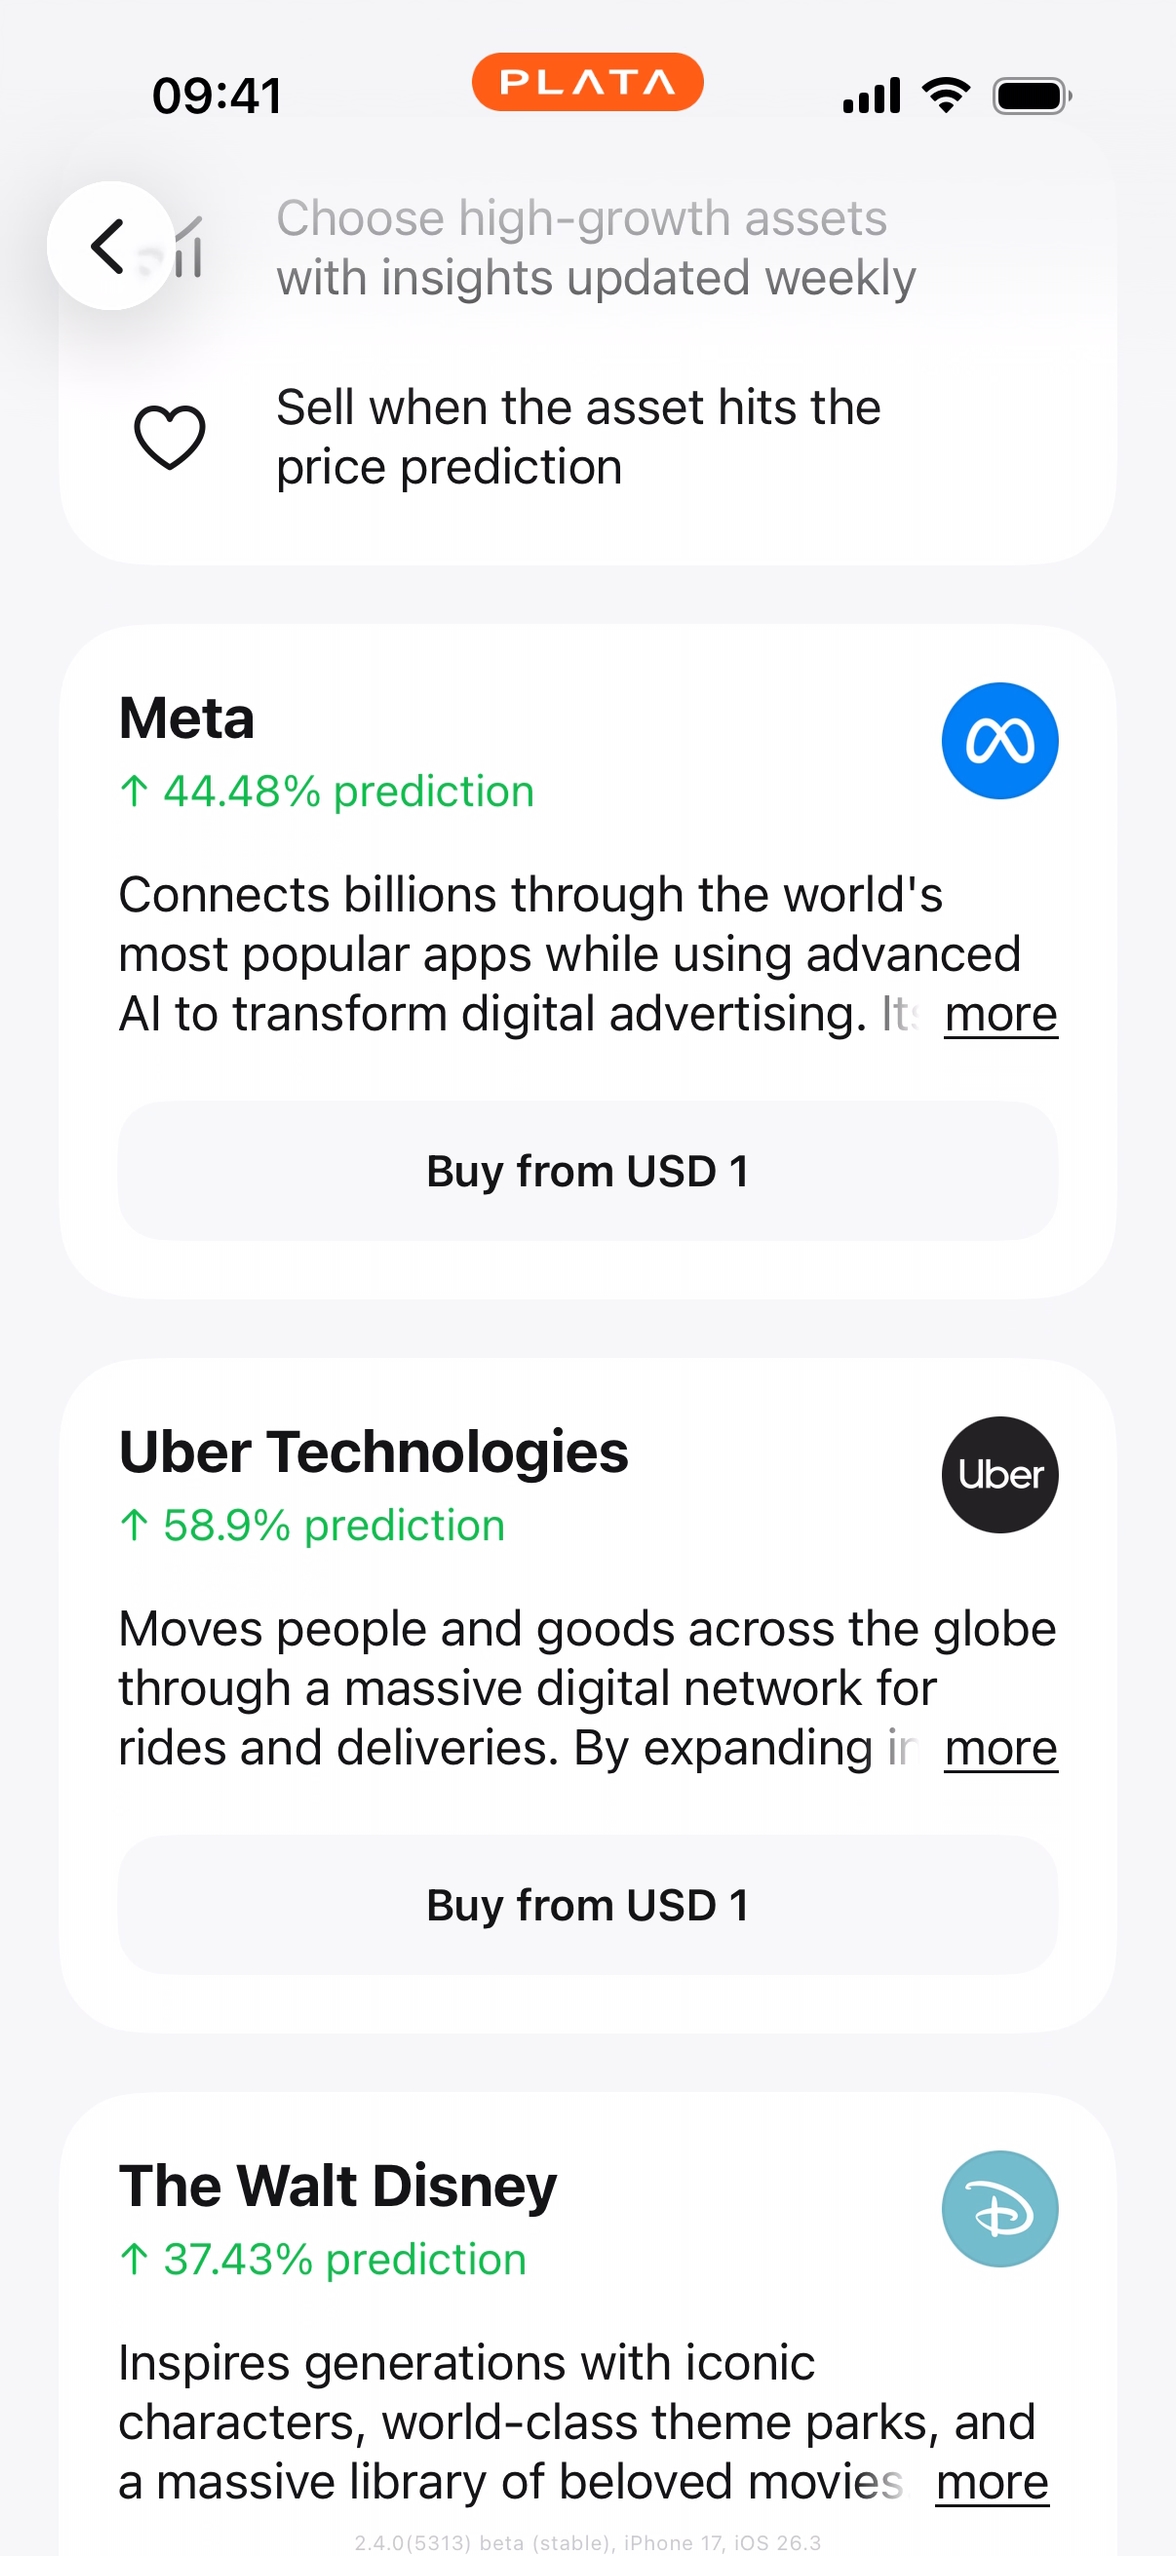 09:41
PLATA
Choose high-growth assets
with insights updated weekly
Sell when the asset hits the
price prediction
Meta
↑ 44.48% prediction
Connects billions through the world's
most popular apps while using advanced
AI to transform digital advertising. Its more
Buy from USD 1
Uber Technologies
Uber
↑ 58.9% prediction
Moves people and goods across the globe
through a massive digital network for
rides and deliveries. By expanding in more
Buy from USD 1
The Walt Disney
↑ 37.43% prediction
Inspires generations with iconic
characters, world-class theme parks, and
a massive library of beloved movies. more
2.4.0(5313) beta (stable), iPhone 17, iOS 26.3